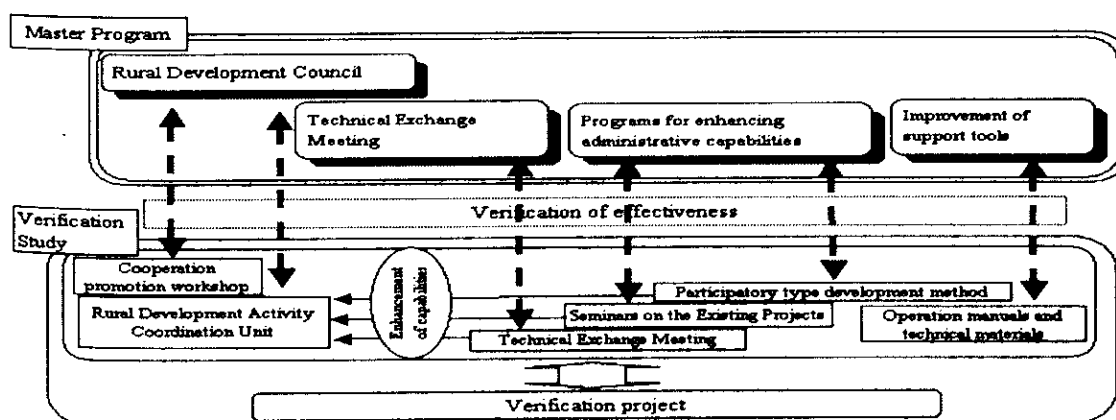 Master Program
Rural Development Council
Technical Exchange
Meeting
Programs for enhancing
administrative capabilities
Improvement of
support tools
Verification of effectiveness
Verification
Study
Cooperation
promotion workshop
Rural Development Activity
Coordination Unit
Enhancement
of capabilities
Participatory type development method
Seminars on the Existing Projects
Technical Exchange Meeting
Operation manuals and
technical materials
Verification project